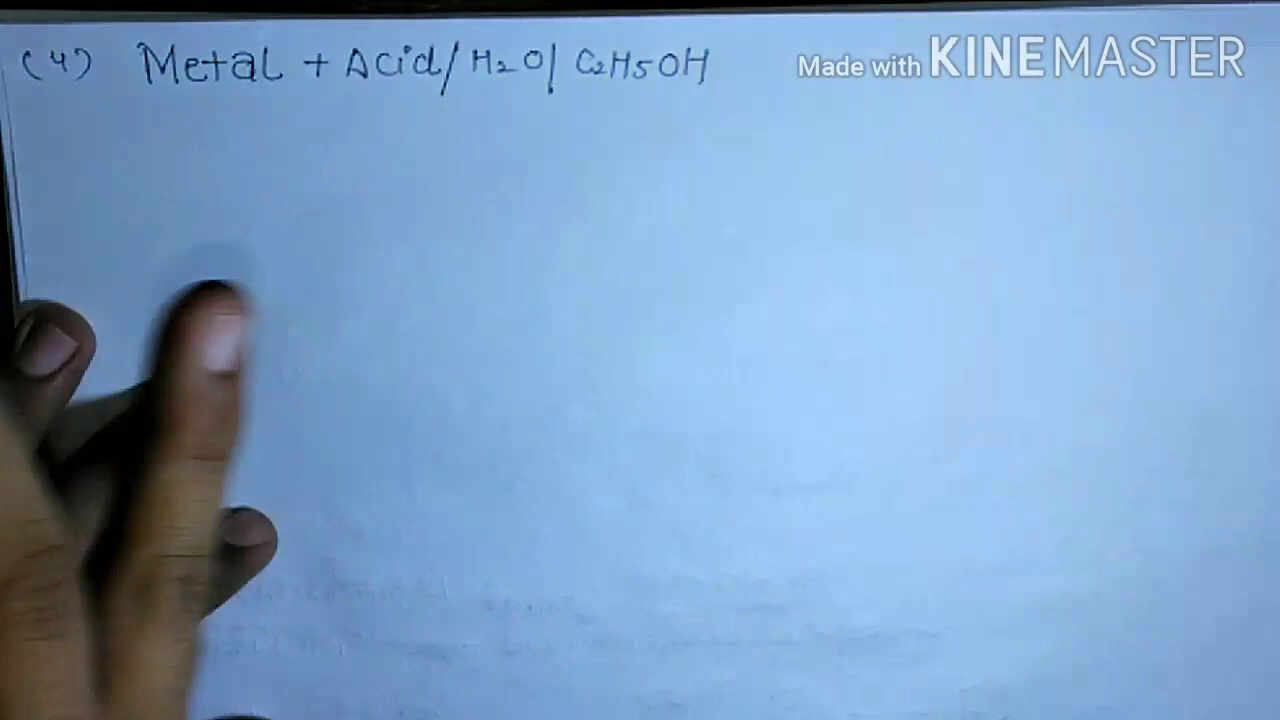 (4) Metal + Acid/H₂O/C₂H₅OH
Made with KINEMASTER